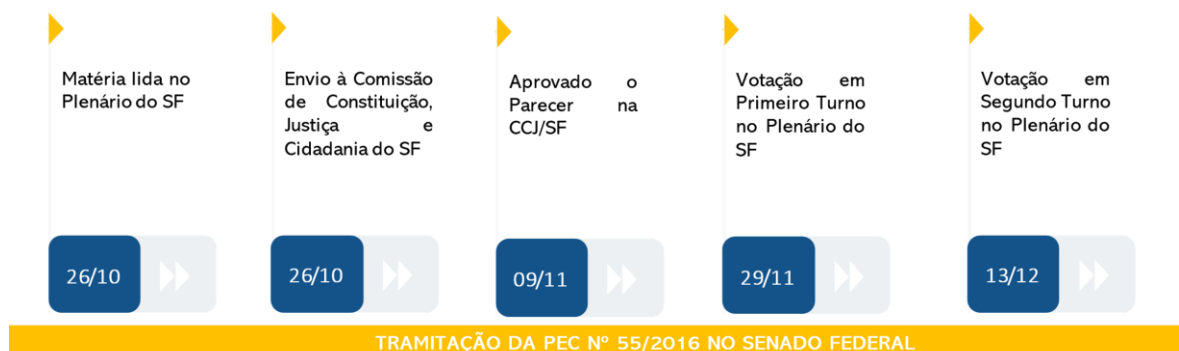 Matéria lida no
Plenário do SF
26/10
Envio à Comissão
de Constituição,
Justiça e
Cidadania do SF
26/10
Aprovado o
Parecer na
CCJ/SF
09/11
Votação em
Primeiro Turno
no Plenário do
SF
29/11
Votação em
Segundo Turno
no Plenário do
SF
13/12
TRAMITAÇÃO DA PEC Nº 55/2016 NO SENADO FEDERAL